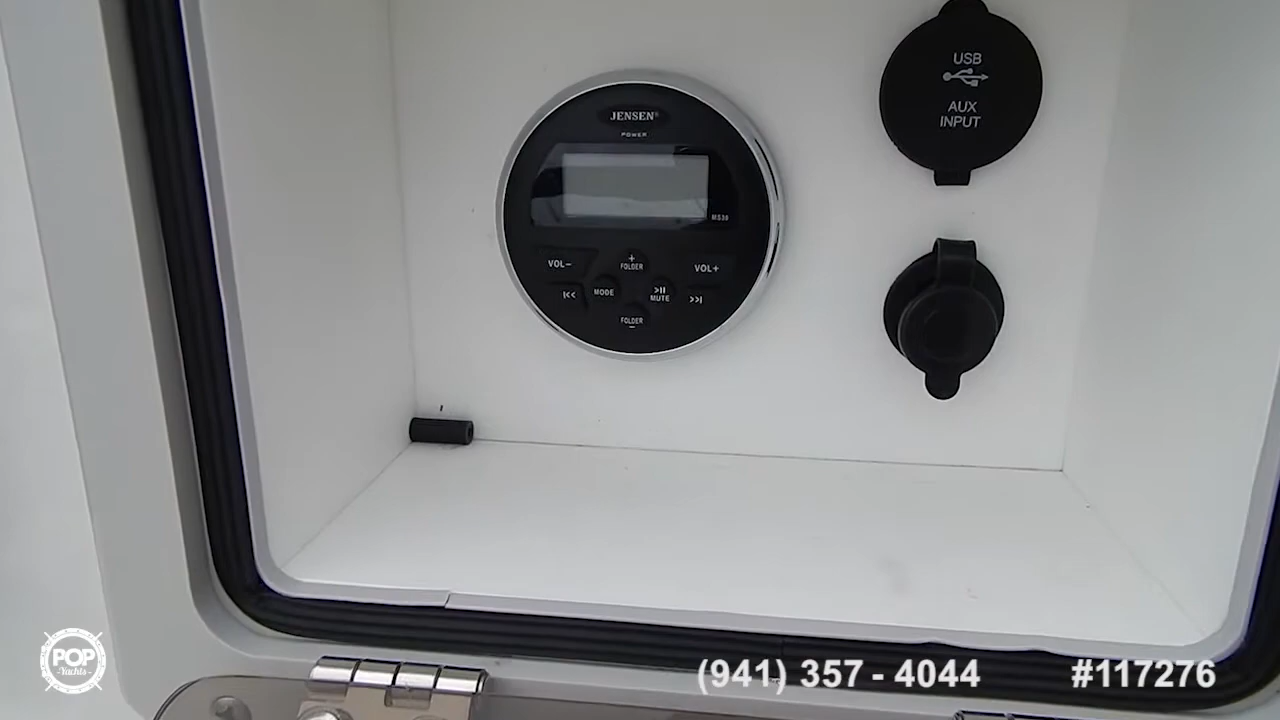 JENSEN®
POWER
MS30
VOL-
+
FOLDER
VOL+
MODE
MUTE
FOLDER
-
USB
AUX
INPUT
POP
Yachts
(941) 357 - 4044
#117276